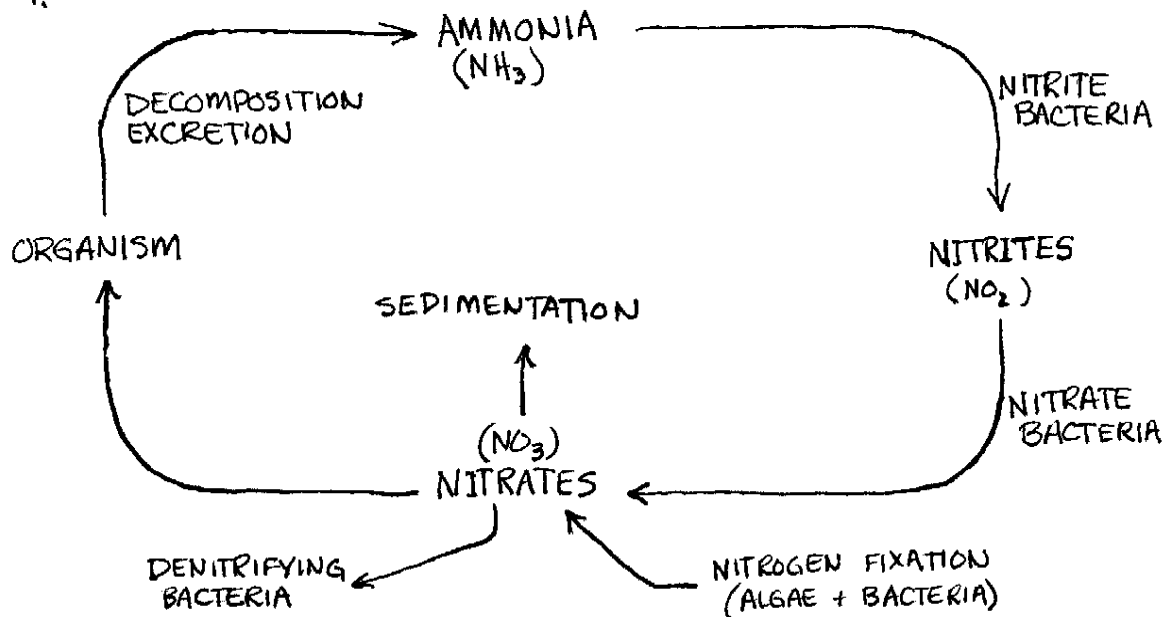 AMMONIA
(NH₃)
DECOMPOSITION
EXCRETION
NITRITE
BACTERIA
ORGANISM
NITRITES
(NO₂)
SEDIMENTATION
NITRATE
BACTERIA
(NO₃)
NITRATES
DENITRIFYING
BACTERIA
NITROGEN FIXATION
(ALGAE + BACTERIA)